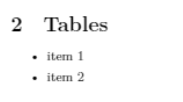 2 Tables
• item 1
• item 2